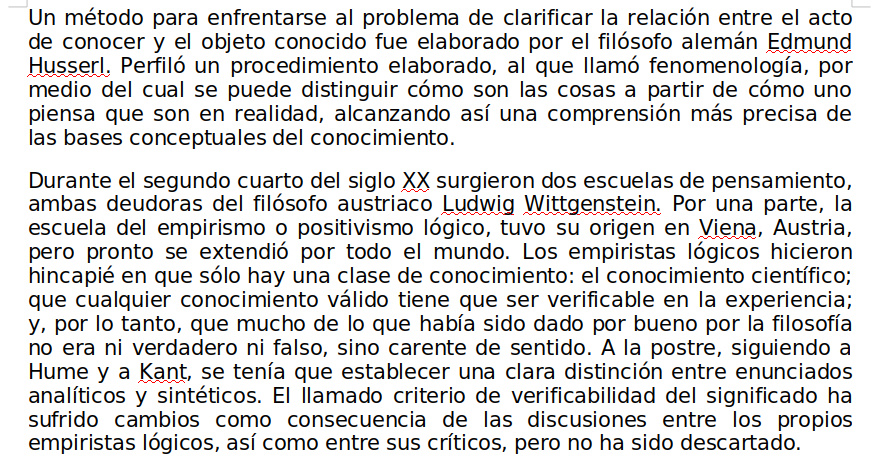 Un método para enfrentarse al problema de clarificar la relación entre el acto
de conocer y el objeto conocido fue elaborado por el filósofo alemán Edmund
Husserl. Perfiló un procedimiento elaborado, al que llamó fenomenología, por
medio del cual se puede distinguir cómo son las cosas a partir de cómo uno
piensa que son en realidad, alcanzando así una comprensión más precisa de
las bases conceptuales del conocimiento.
Durante el segundo cuarto del siglo XX surgieron dos escuelas de pensamiento,
ambas deudoras del filósofo austriaco Ludwig Wittgenstein. Por una parte, la
escuela del empirismo o positivismo lógico, tuvo su origen en Viena, Austria,
pero pronto se extendió por todo el mundo. Los empiristas lógicos hicieron
hincapié en que sólo hay una clase de conocimiento: el conocimiento científico;
que cualquier conocimiento válido tiene que ser verificable en la experiencia;
y, por lo tanto, que mucho de lo que había sido dado por bueno por la filosofía
no era ni verdadero ni falso, sino carente de sentido. A la postre, siguiendo a
Hume y a Kant, se tenía que establecer una clara distinción entre enunciados
analíticos y sintéticos. El llamado criterio de verificabilidad del significado ha
sufrido cambios como consecuencia de las discusiones entre los propios
empiristas lógicos, así como entre sus críticos, pero no ha sido descartado.